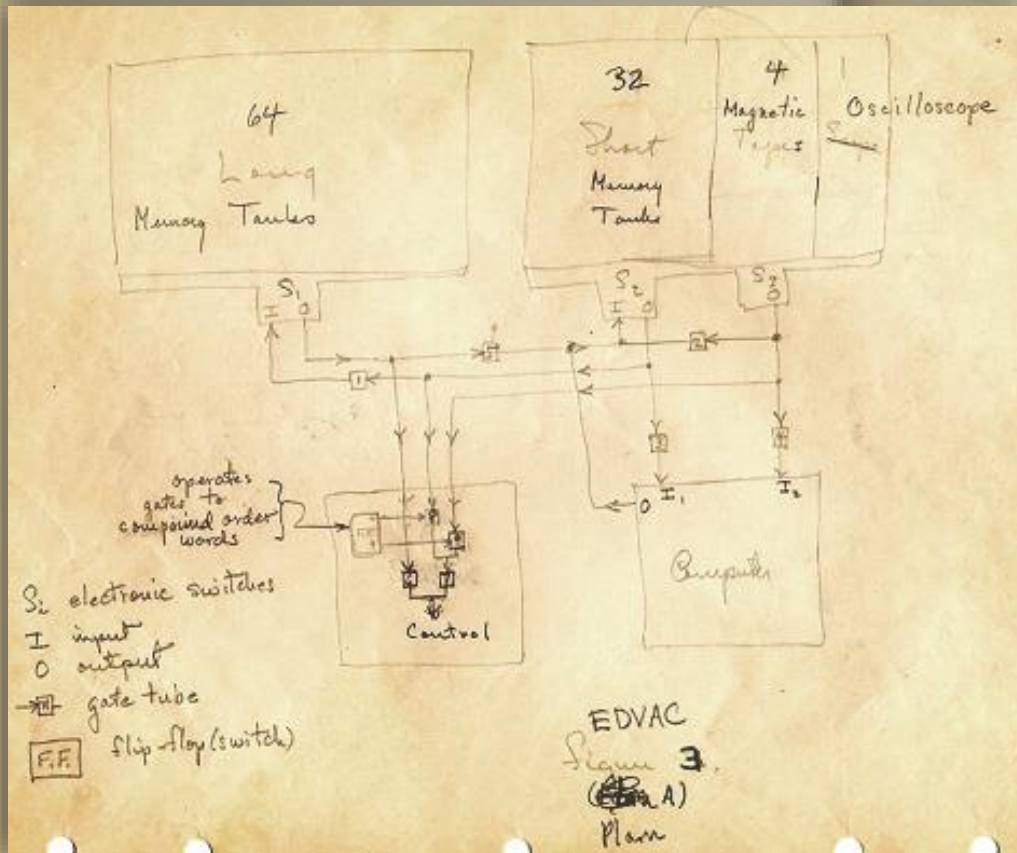 64
Long
Memory Tanks
32
Short
Memory
Tanks
4
Magnetic
Tapes
1
Oscilloscope
S₁
I O
S₂
I O
O
1
2
operates
gates to
compound order
words
O I₁ I₂
Computer
Control
Sᵢ electronic switches
I input
O output
gate tube
F.F. flip-flop (switch)
EDVAC
Figure 3.
A)
Plan